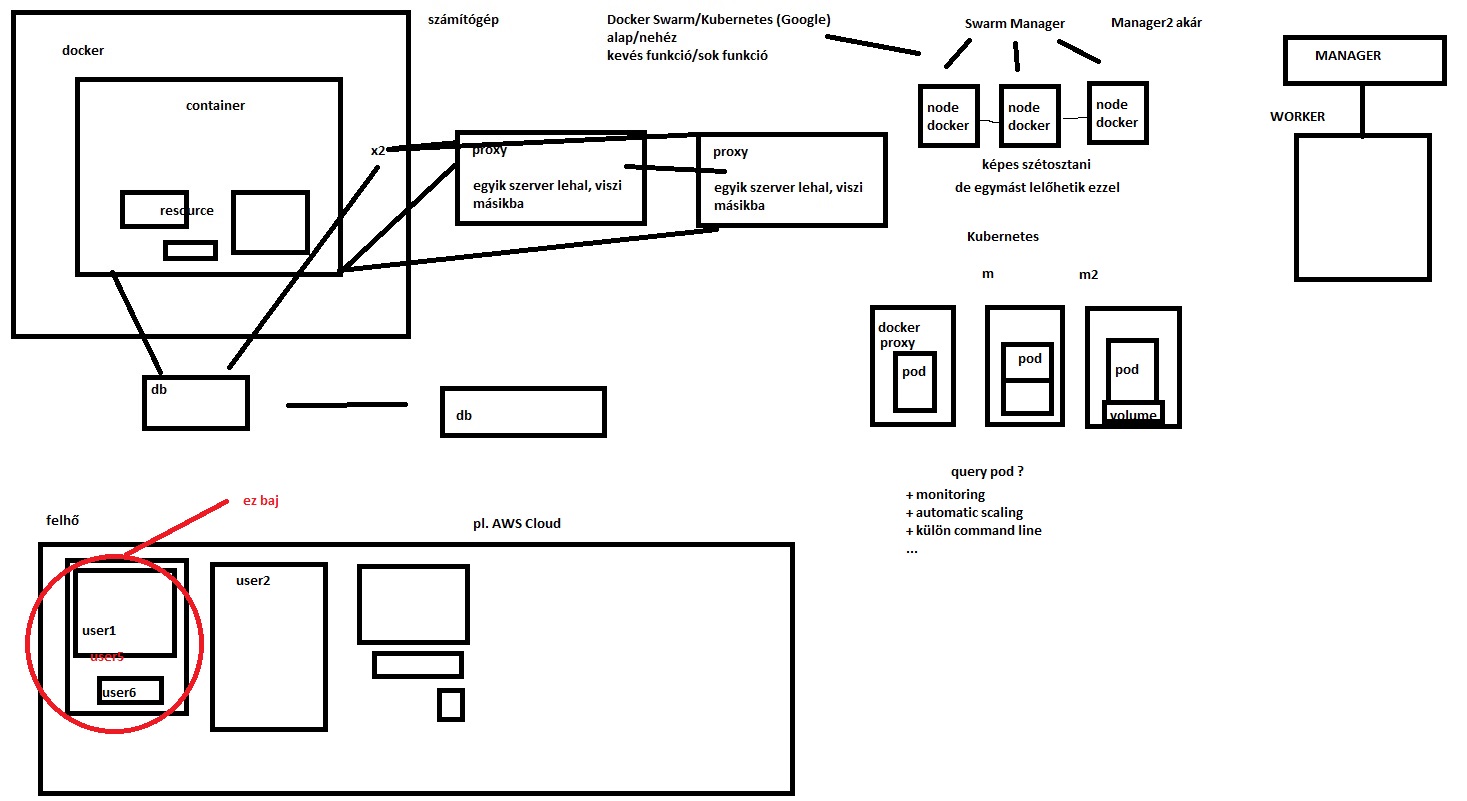 számítógép
docker
container
resource
x2
proxy
egyik szerver lehal, viszi
másikba
proxy
egyik szerver lehal, viszi
másikba
db
db
Docker Swarm/Kubernetes (Google)
alap/nehéz
kevés funkció/sok funkció
Swarm Manager
Manager2 akár
node
docker
node
docker
node
docker
képes szétosztani
de egymást lelőhetik ezzel
MANAGER
WORKER
Kubernetes
m
m2
docker
proxy
pod
pod
pod
volume
query pod ?
+ monitoring
+ automatic scaling
+ külön command line
...
felhő
ez baj
pl. AWS Cloud
user1
user5
user6
user2